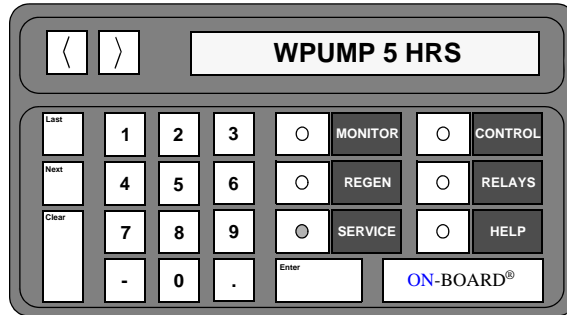 〈 〉 WPUMP 5 HRS
Last 1 2 3 MONITOR CONTROL
Next 4 5 6 REGEN RELAYS
Clear 7 8 9 SERVICE HELP
- 0 . Enter ON-BOARD®